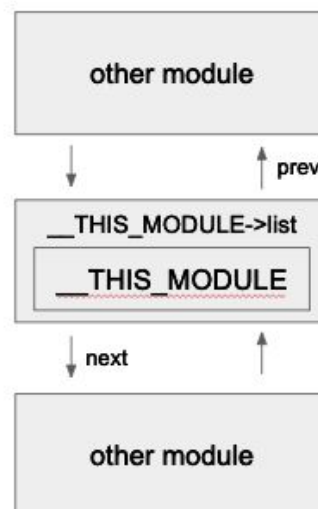 other module
prev
__THIS_MODULE->list
__THIS_MODULE
next
other module